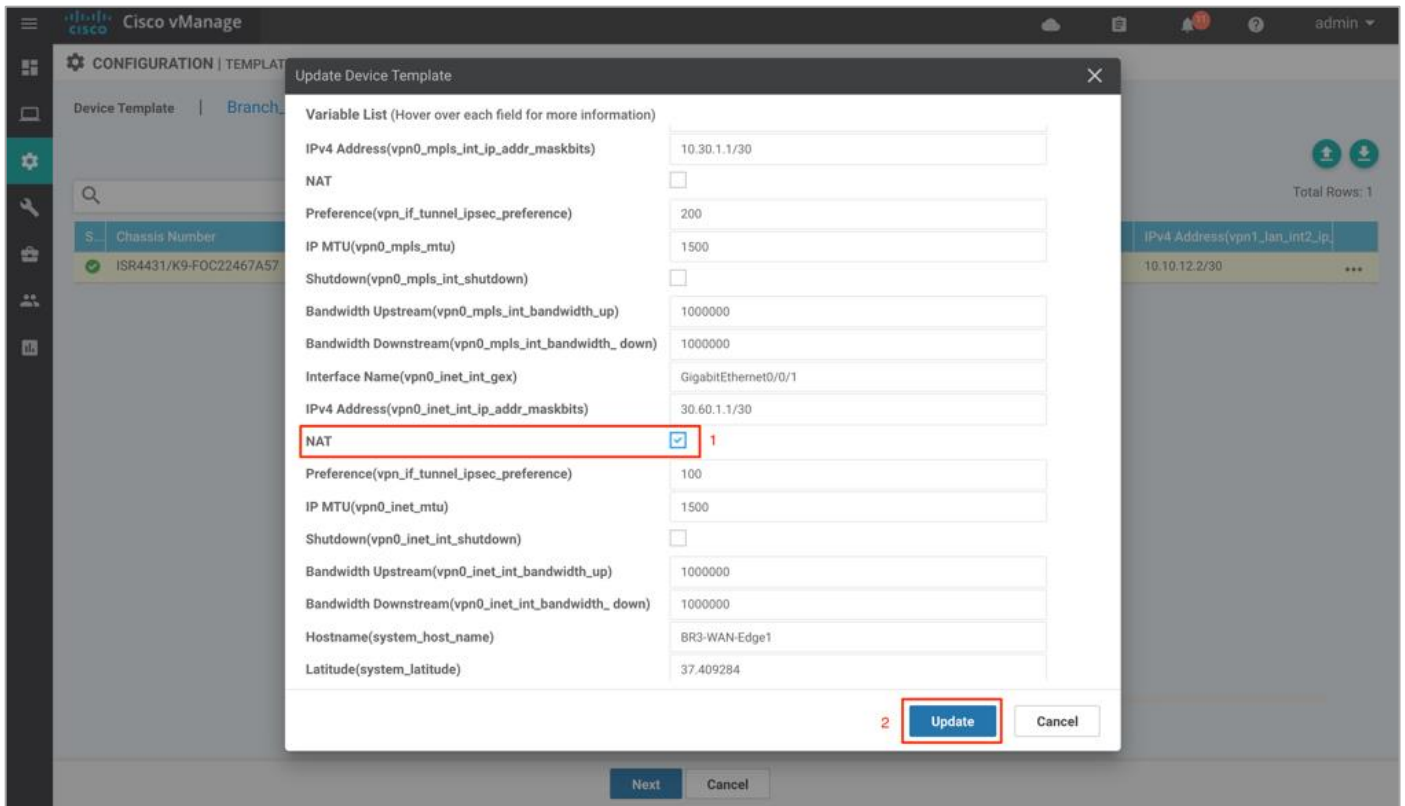 cisco Cisco vManage 11 admin
CONFIGURATION | TEMPLAT
Device Template | Branch_
Total Rows: 1
S... Chassis Number IPv4 Address(vpn1_lan_int2_ip_
ISR4431/K9-FOC22467A57 10.10.12.2/30
Update Device Template
Variable List (Hover over each field for more information)
IPv4 Address(vpn0_mpls_int_ip_addr_maskbits) 10.30.1.1/30
NAT
Preference(vpn_if_tunnel_ipsec_preference) 200
IP MTU(vpn0_mpls_mtu) 1500
Shutdown(vpn0_mpls_int_shutdown)
Bandwidth Upstream(vpn0_mpls_int_bandwidth_up) 1000000
Bandwidth Downstream(vpn0_mpls_int_bandwidth_ down) 1000000
Interface Name(vpn0_inet_int_gex) GigabitEthernet0/0/1
IPv4 Address(vpn0_inet_int_ip_addr_maskbits) 30.60.1.1/30
NAT 1
Preference(vpn_if_tunnel_ipsec_preference) 100
IP MTU(vpn0_inet_mtu) 1500
Shutdown(vpn0_inet_int_shutdown)
Bandwidth Upstream(vpn0_inet_int_bandwidth_up) 1000000
Bandwidth Downstream(vpn0_inet_int_bandwidth_ down) 1000000
Hostname(system_host_name) BR3-WAN-Edge1
Latitude(system_latitude) 37.409284
2 Update Cancel
Next Cancel